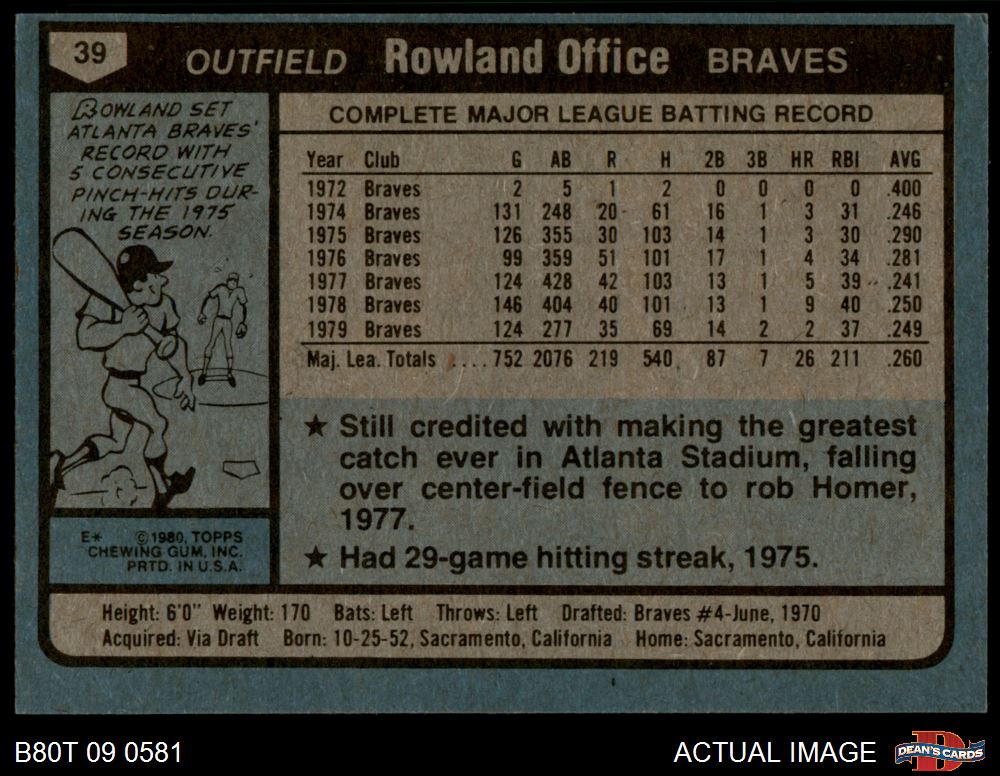 39
OUTFIELD Rowland Office BRAVES
ROWLAND SET
ATLANTA BRAVES'
RECORD WITH
5 CONSECUTIVE
PINCH-HITS DUR-
ING THE 1975
SEASON.
COMPLETE MAJOR LEAGUE BATTING RECORD
Year Club G AB R H 2B 3B HR RBI AVG
1972 Braves 2 5 1 2 0 0 0 0 .400
1974 Braves 131 248 20 61 16 1 3 31 .246
1975 Braves 126 355 30 103 14 1 3 30 .290
1976 Braves 99 359 51 101 17 1 4 34 .281
1977 Braves 124 428 42 103 13 1 5 39 .241
1978 Braves 146 404 40 101 13 1 9 40 .250
1979 Braves 124 277 35 69 14 2 2 37 .249
Maj. Lea. Totals .... 752 2076 219 540 87 7 26 211 .260
★ Still credited with making the greatest
catch ever in Atlanta Stadium, falling
over center-field fence to rob Homer,
1977.
★ Had 29-game hitting streak, 1975.
E* ©1980, TOPPS
CHEWING GUM, INC.
PRTD. IN U.S.A.
Height: 6'0" Weight: 170 Bats: Left Throws: Left Drafted: Braves #4-June, 1970
Acquired: Via Draft Born: 10-25-52, Sacramento, California Home: Sacramento, California
B80T 09 0581 ACTUAL IMAGE
DEAN'S CARDS